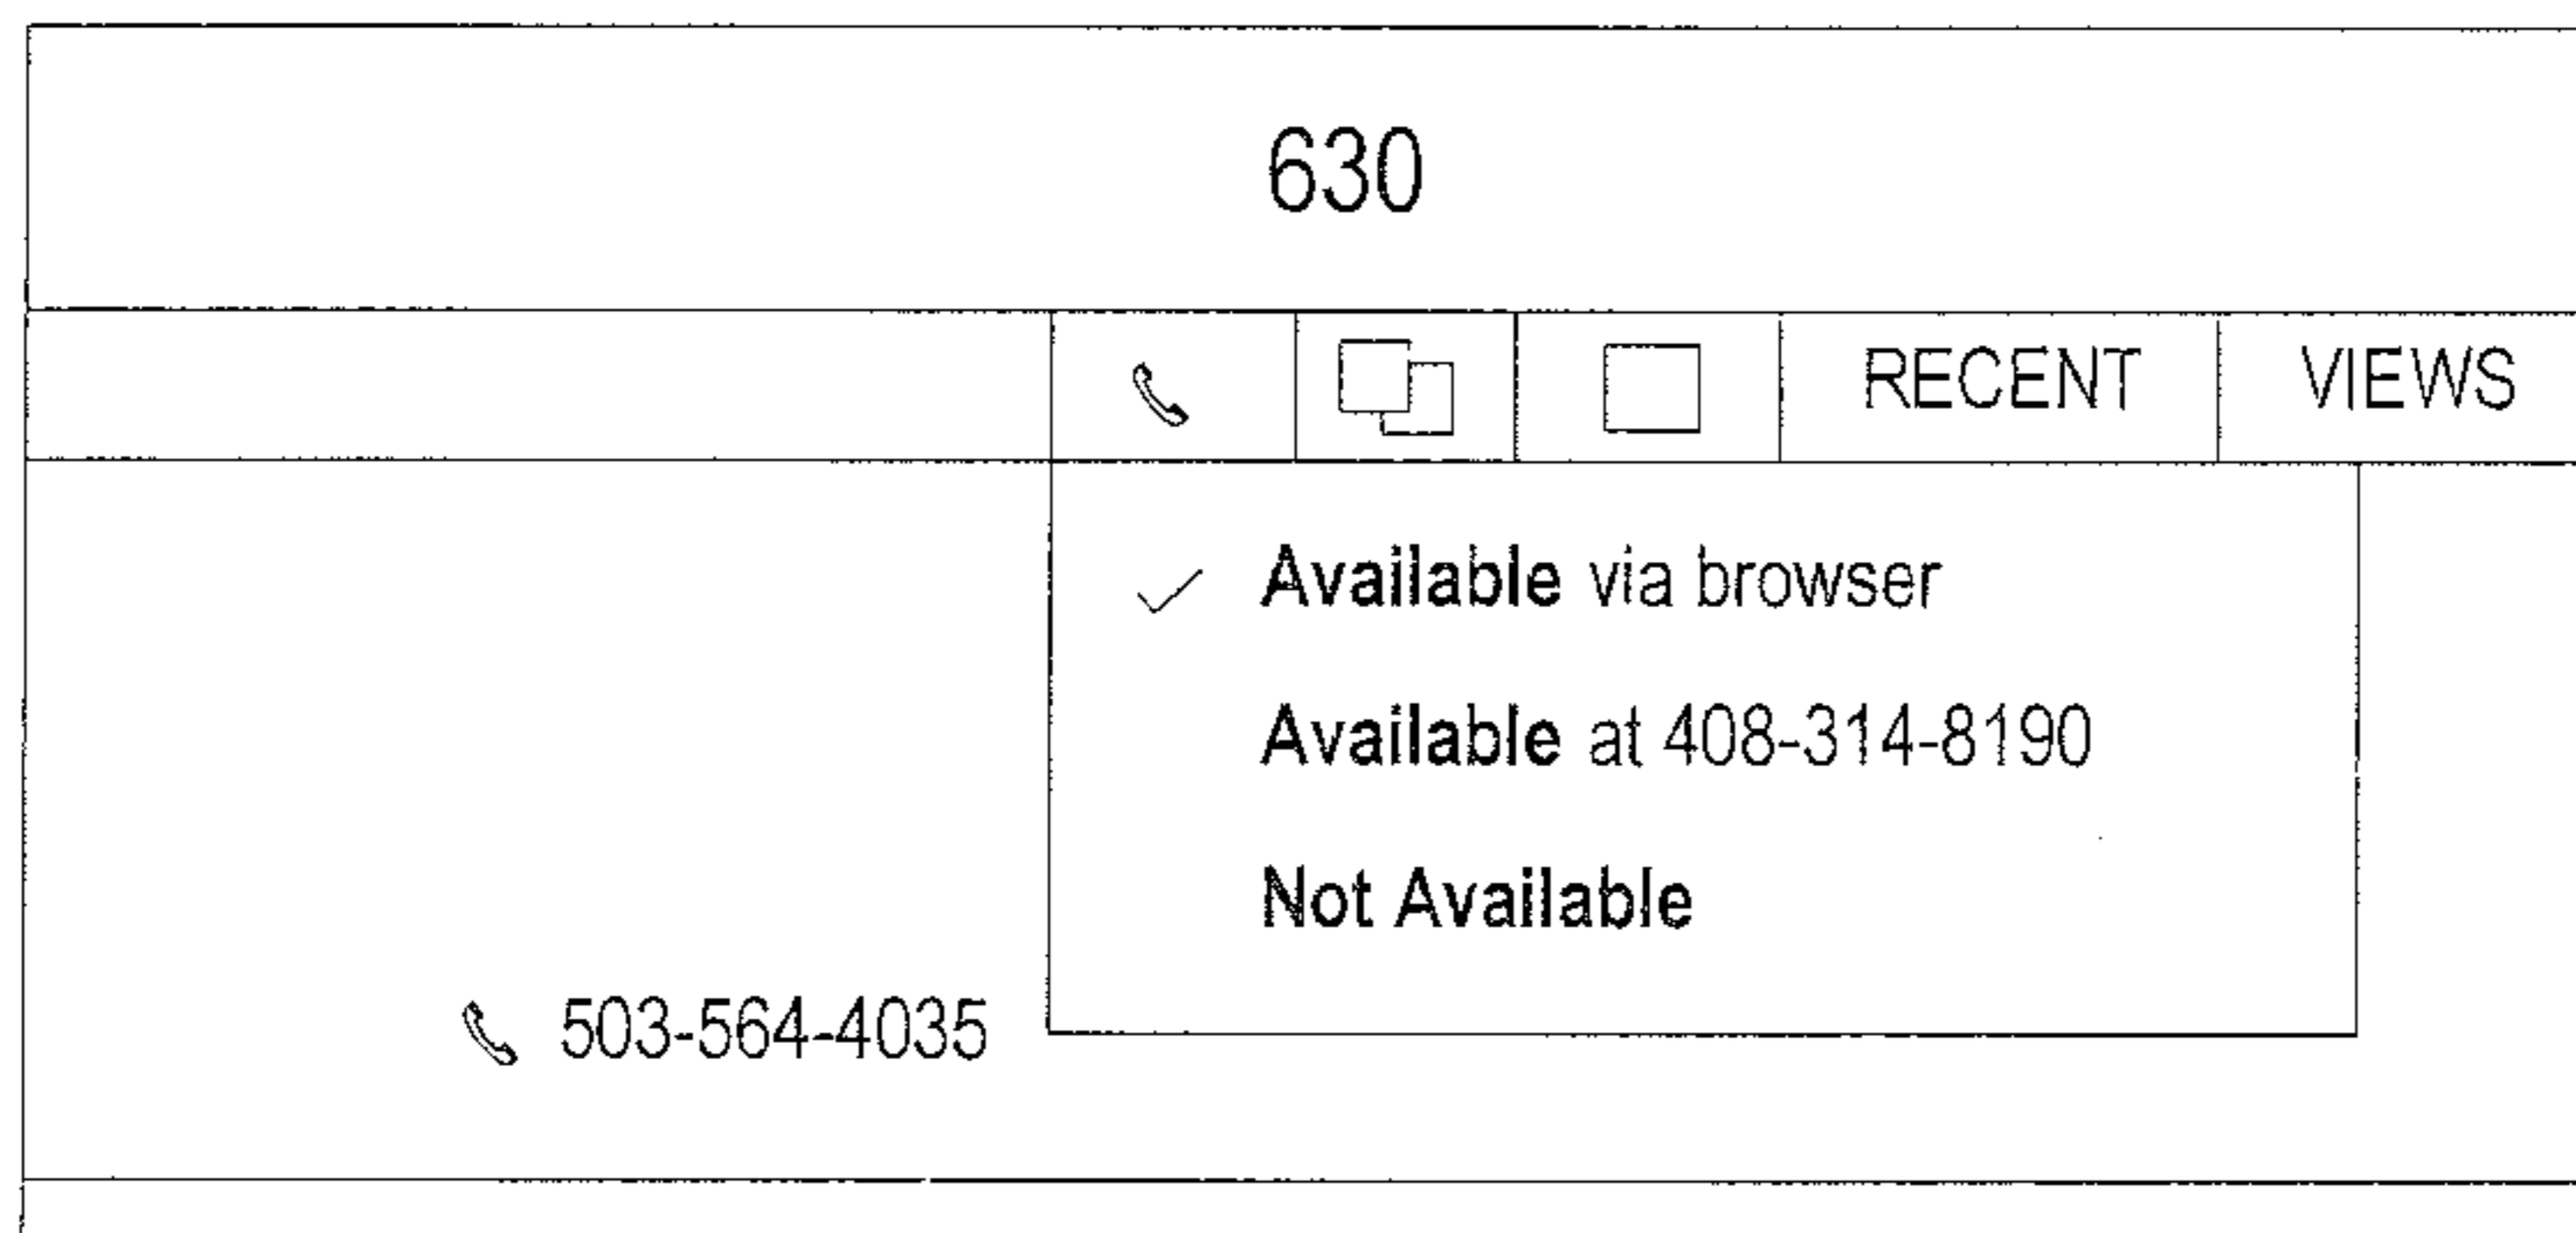 630
RECENT VIEWS
Available via browser
Available at 408-314-8190
Not Available
503-564-4035